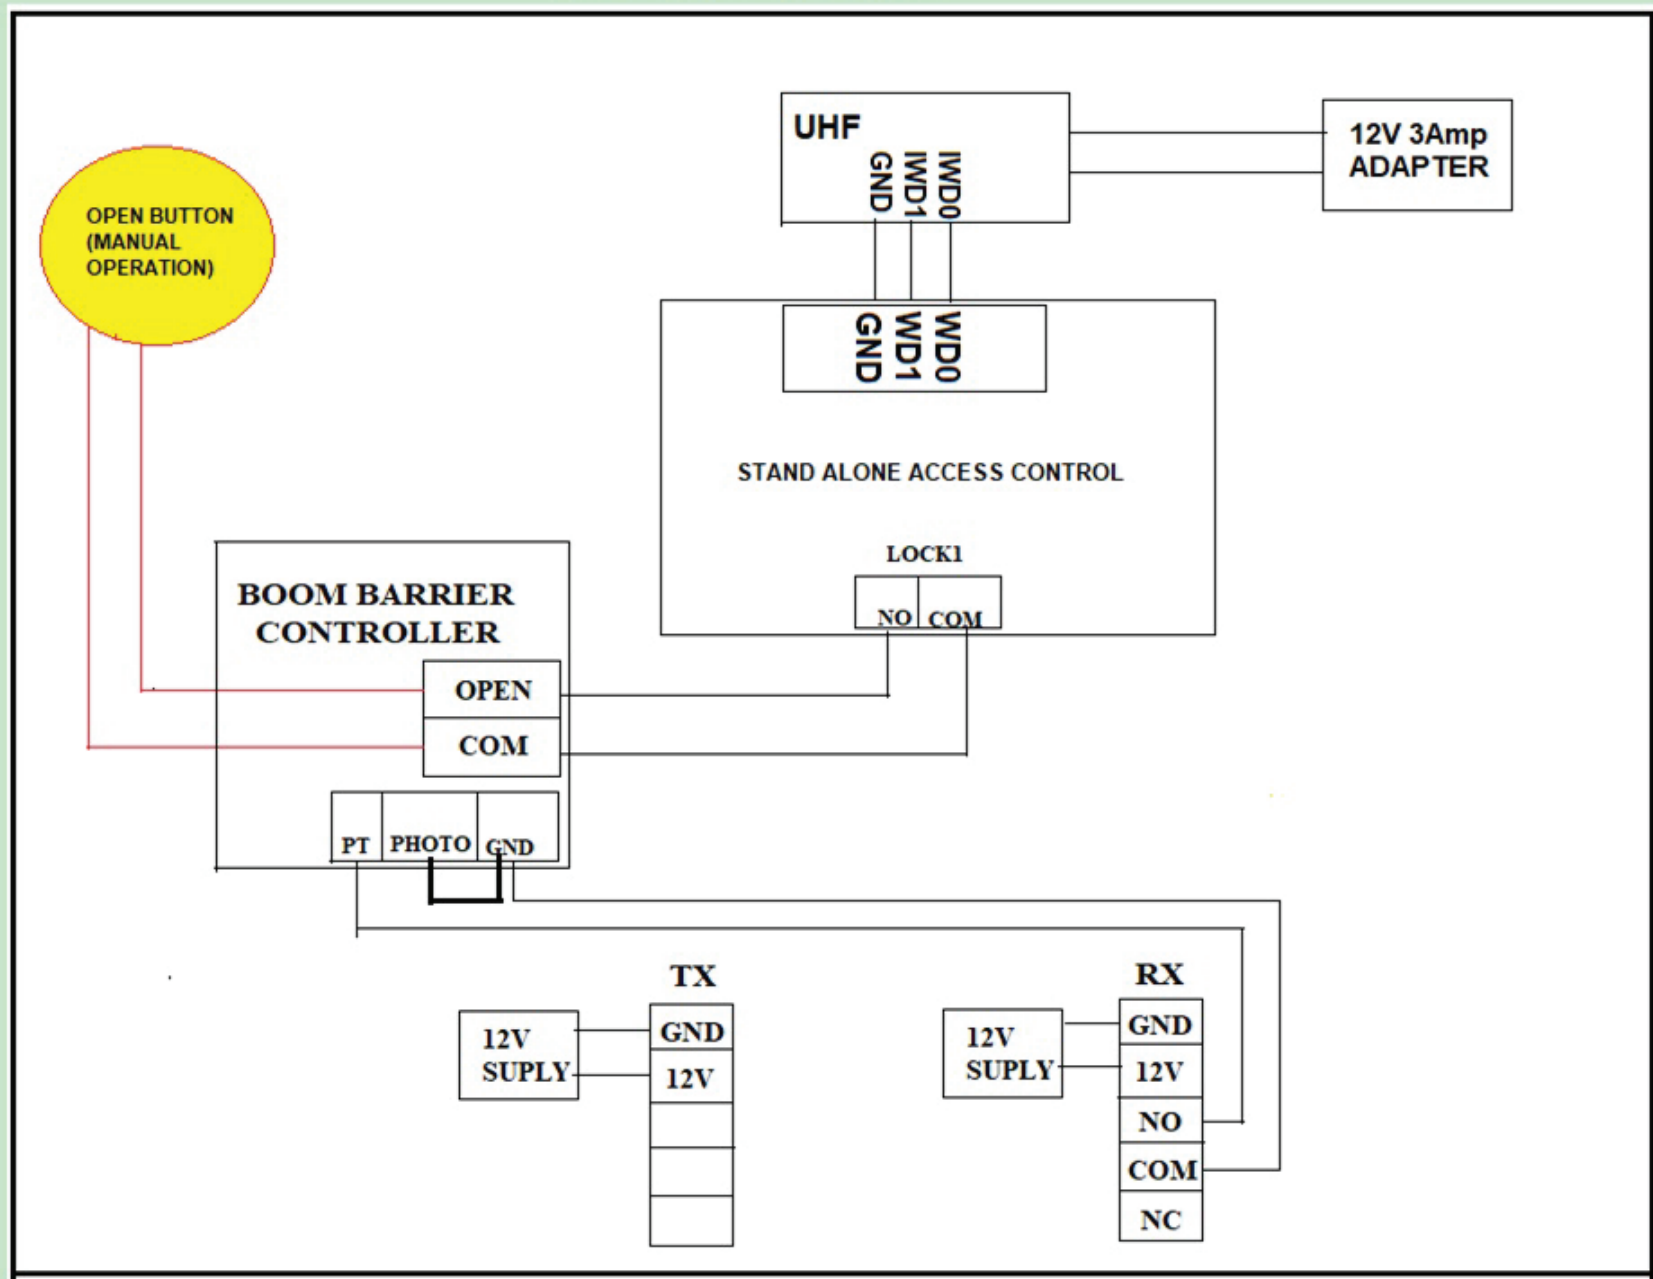 UHF
GND
IWD1
IWD0
12V 3Amp
ADAPTER
OPEN BUTTON
(MANUAL
OPERATION)
GND
WD1
WD0
STAND ALONE ACCESS CONTROL
LOCK1
NO
COM
BOOM BARRIER
CONTROLLER
OPEN
COM
PT
PHOTO
GND
TX
12V
SUPLY
GND
12V
RX
12V
SUPLY
GND
12V
NO
COM
NC